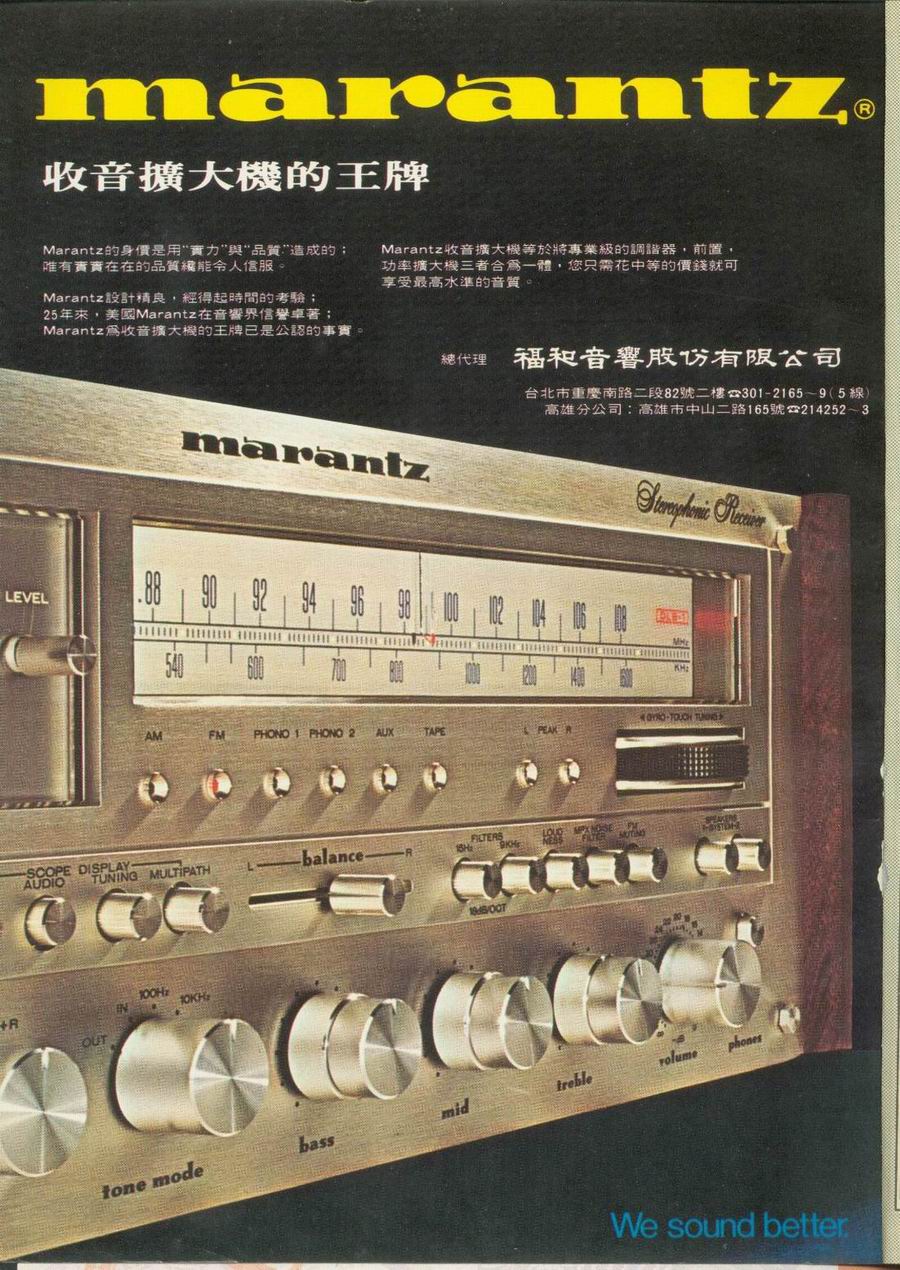 marantz®
收音擴大機的王牌
Marantz的身價是用"實力"與"品質"造成的；
唯有實實在在的品質纔能令人信服。
Marantz設計精良，經得起時間的考驗；
25年來，美國Marantz在音響界信譽卓著；
Marantz爲收音擴大機的王牌已是公認的事實。
Marantz收音擴大機等於將專業級的調諧器，前置，
功率擴大機三者合爲一體，您只需花中等的價錢就可
享受最高水準的音質。
總代理 福和音響股份有限公司
台北市重慶南路二段82號二樓☎301-2165～9(5線)
高雄分公司：高雄市中山二路165號☎214252～3
marantz
Stereophonic Receiver
LEVEL
88 90 92 94 96 98 100 102 104 106 108
MHz
540 600 700 800 1000 1200 1400 1600
KHz
◀ GYRO-TOUCH TUNING ▶
AM FM PHONO 1 PHONO 2 AUX TAPE L PEAK R
SCOPE DISPLAY
AUDIO TUNING MULTIPATH
L balance R
FILTERS
15Hz 9KHz
18dB/OCT
LOUD
NESS
MPX NOISE
FILTER
FM
MUTING
SPEAKERS
1-SYSTEM-2
+R
OUT IN 100Hz 10KHz
tone mode
bass
mid
treble
volume
phones
We sound better.